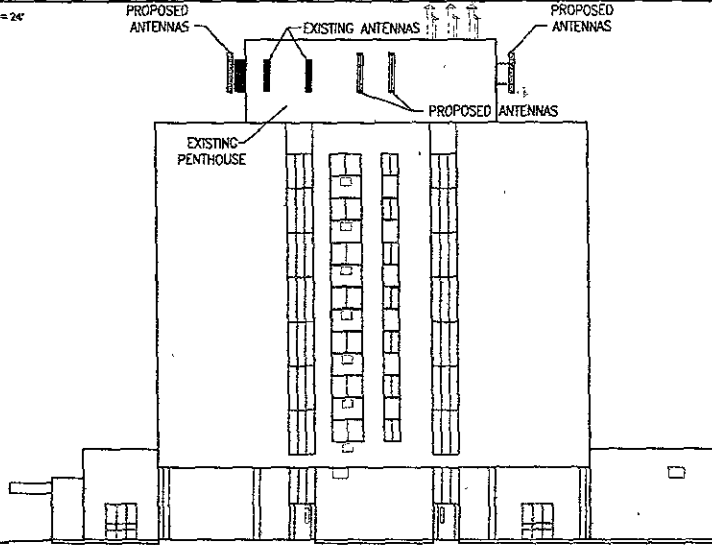 = 24'
PROPOSED
ANTENNAS
EXISTING ANTENNAS
PROPOSED
ANTENNAS
PROPOSED ANTENNAS
EXISTING
PENTHOUSE